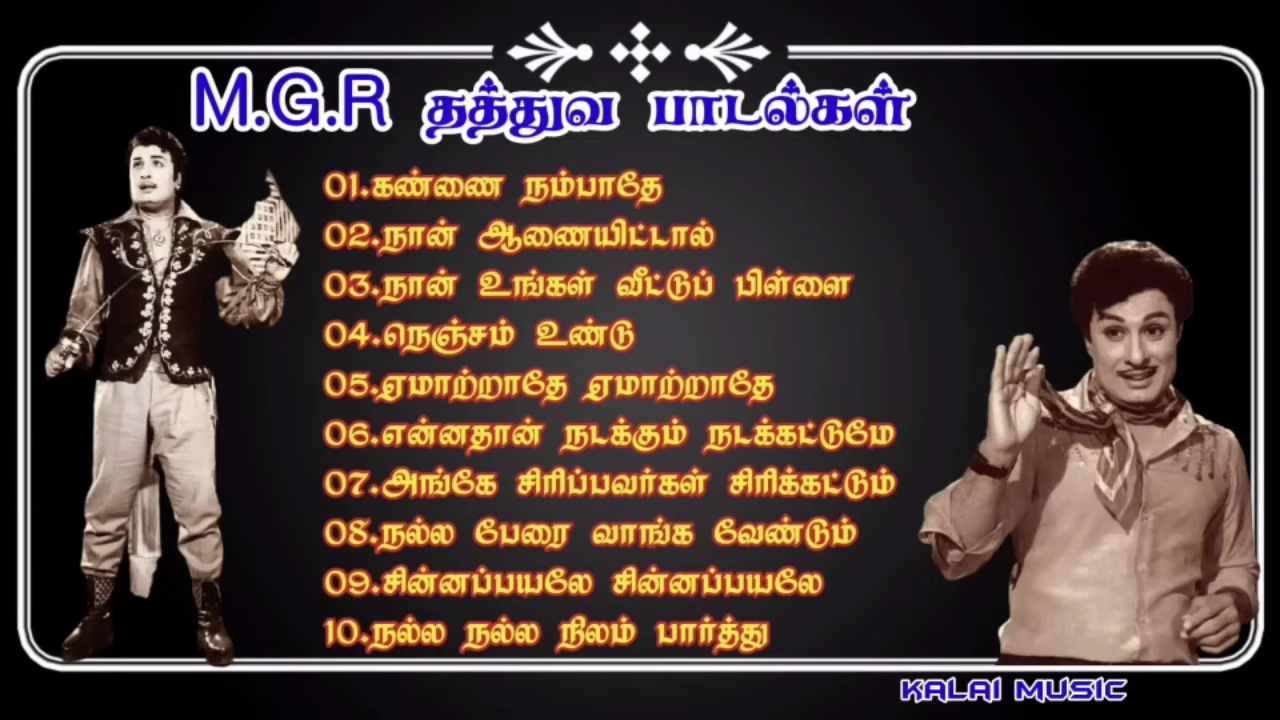 M.G.R தத்துவ பாடல்கள்
01.கண்ணை நம்பாதே
02.நான் ஆணையிட்டால்
03.நான் உங்கள் வீட்டுப் பிள்ளை
04.நெஞ்சம் உண்டு
05.ஏமாற்றாதே ஏமாற்றாதே
06.என்னதான் நடக்கும் நடக்கட்டுமே
07.அங்கே சிரிப்பவர்கள் சிரிக்கட்டும்
08.நல்ல பேரை வாங்க வேண்டும்
09.சின்னப்பயலே சின்னப்பயலே
10.நல்ல நல்ல நிலம் பார்த்து
KALAI MUSIC